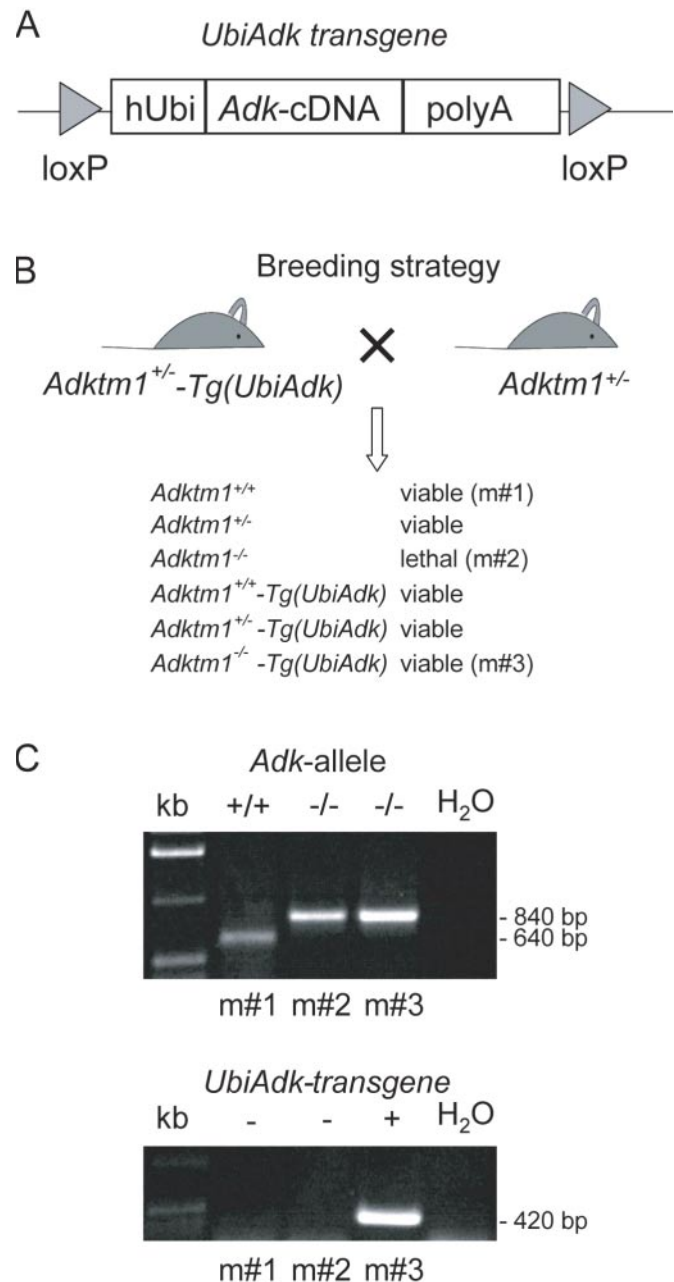 A
UbiAdk transgene
hUbi Adk-cDNA polyA
loxP loxP
B
Breeding strategy
Adktm1+/--Tg(UbiAdk) Adktm1+/-
Adktm1+/+ viable (m#1)
Adktm1+/- viable
Adktm1-/- lethal (m#2)
Adktm1+/+-Tg(UbiAdk) viable
Adktm1+/--Tg(UbiAdk) viable
Adktm1-/--Tg(UbiAdk) viable (m#3)
C
Adk-allele
kb +/+ -/- -/- H2O
- 840 bp
- 640 bp
m#1 m#2 m#3
UbiAdk-transgene
kb - - + H2O
- 420 bp
m#1 m#2 m#3